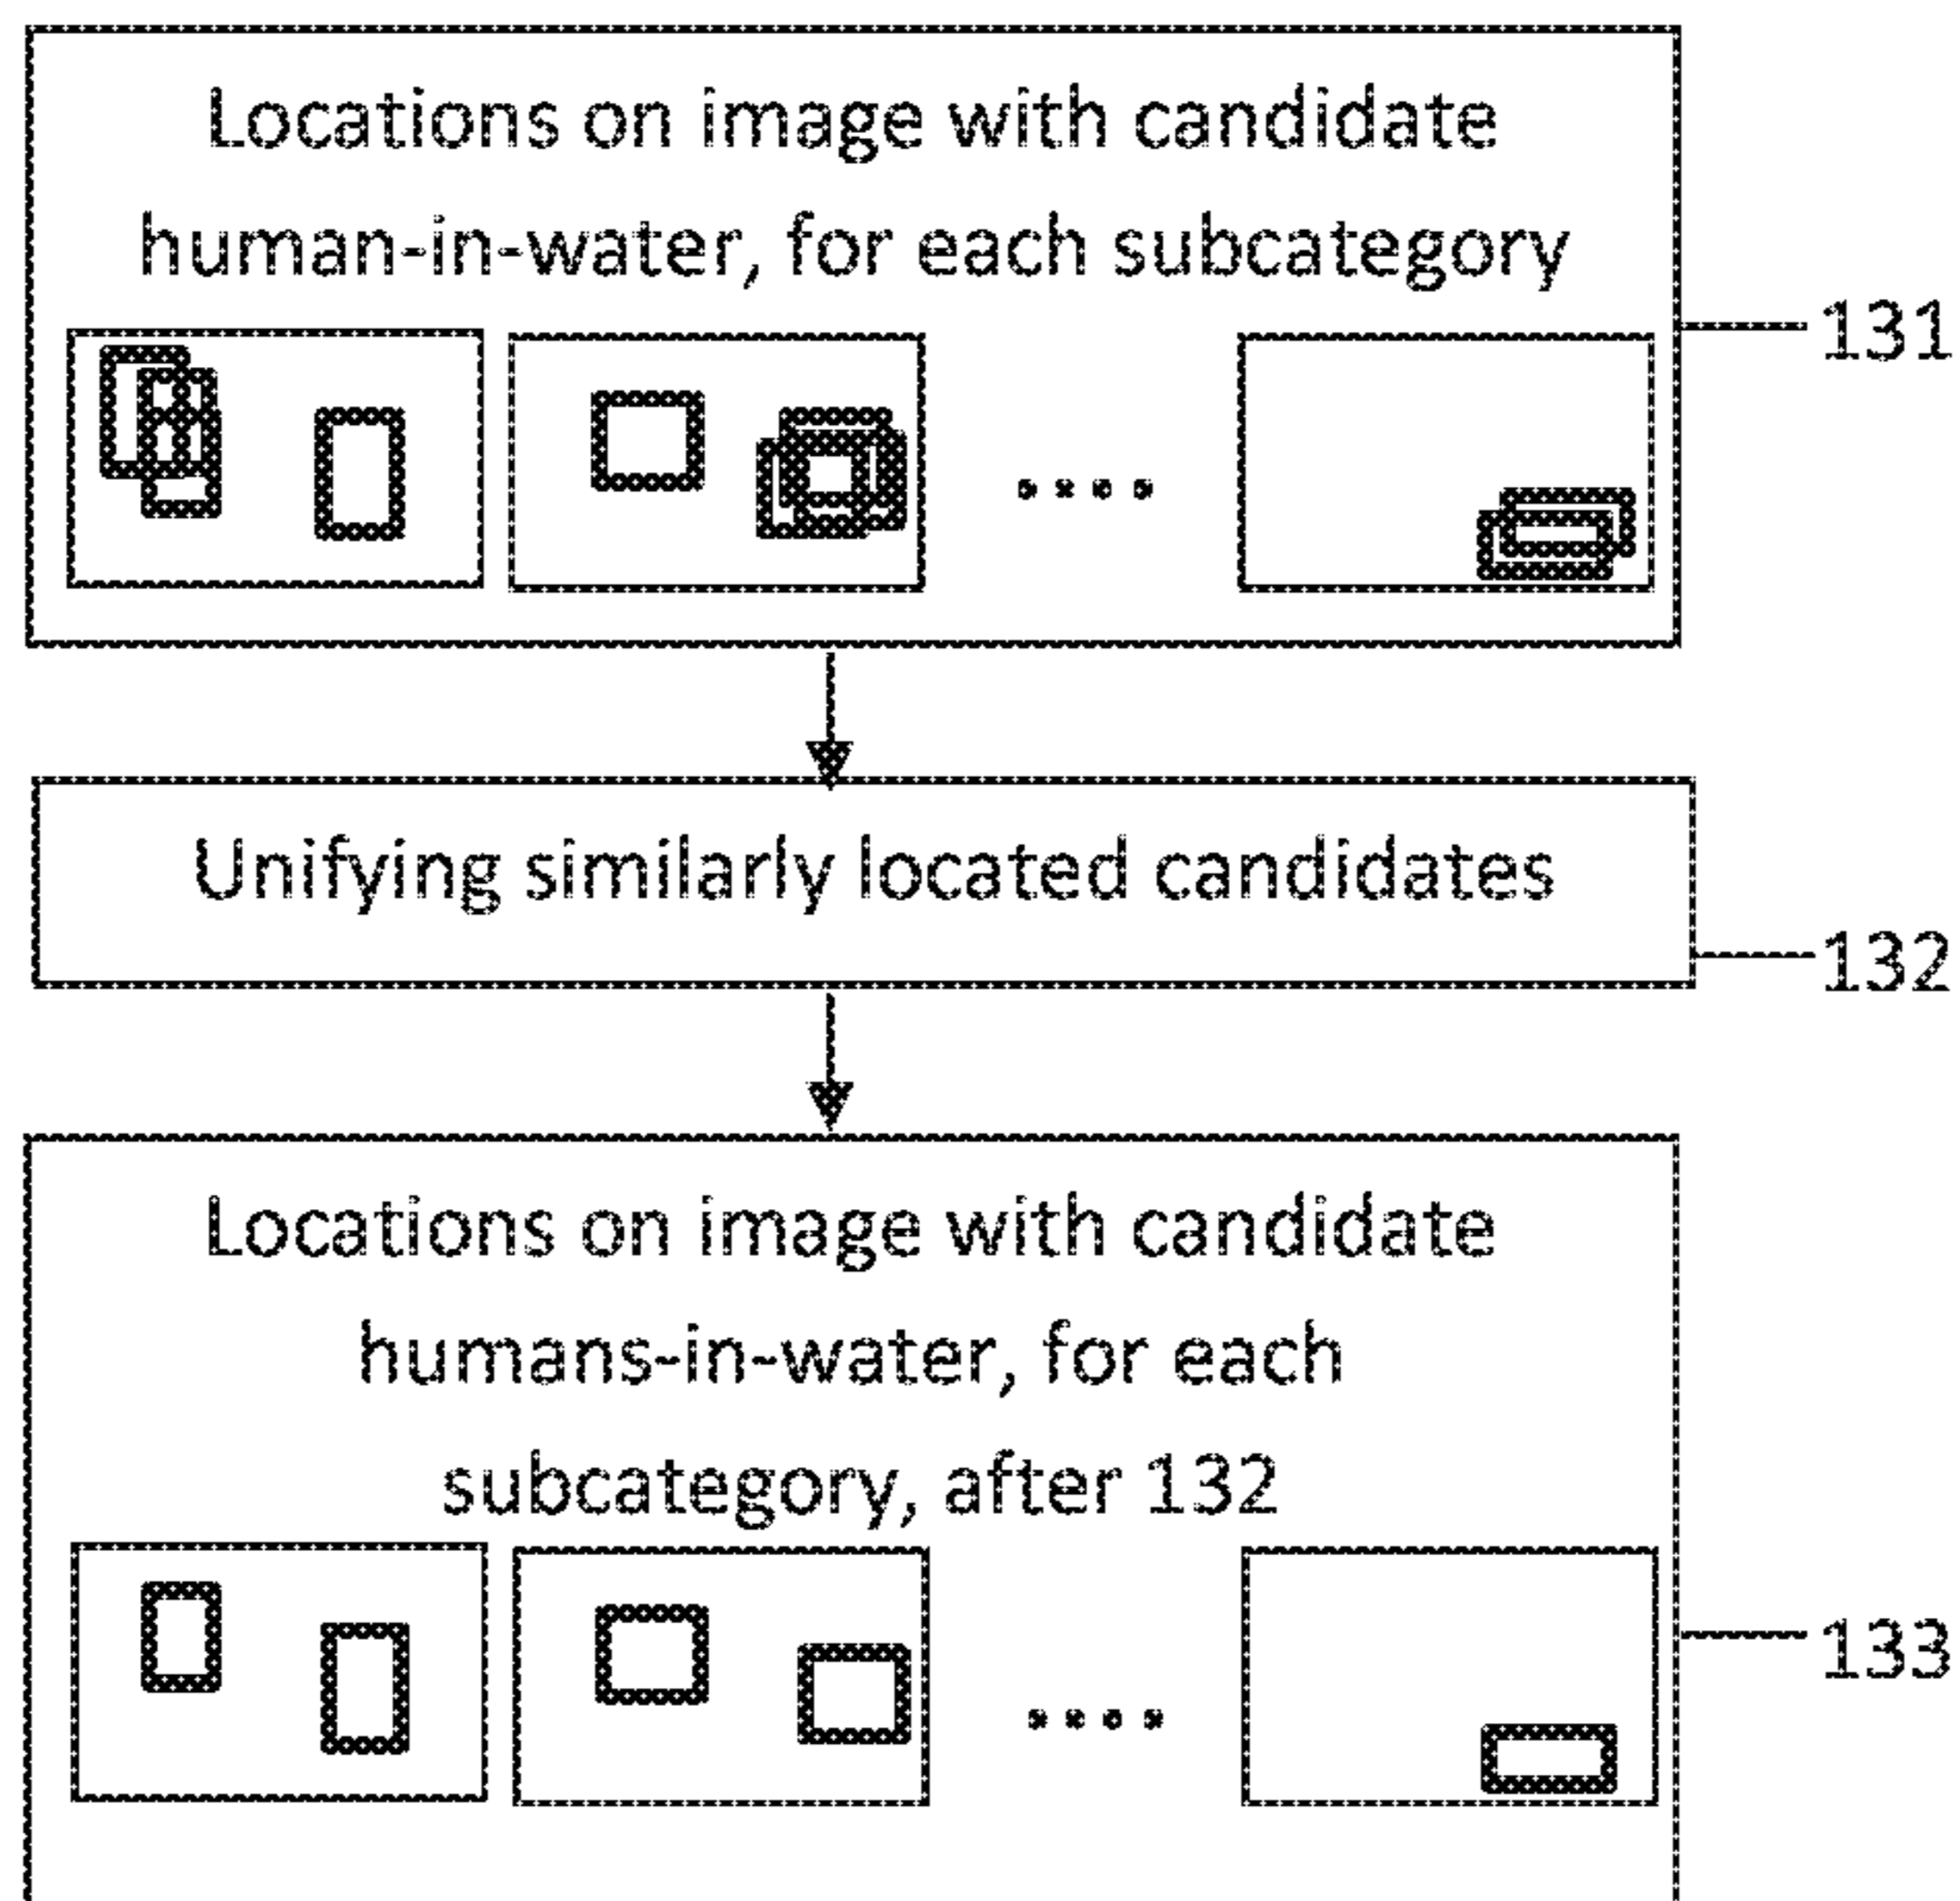 Locations on image with candidate
human-in-water, for each subcategory
131
....
Unifying similarly located candidates
132
Locations on image with candidate
humans-in-water, for each
subcategory, after 132
133
....